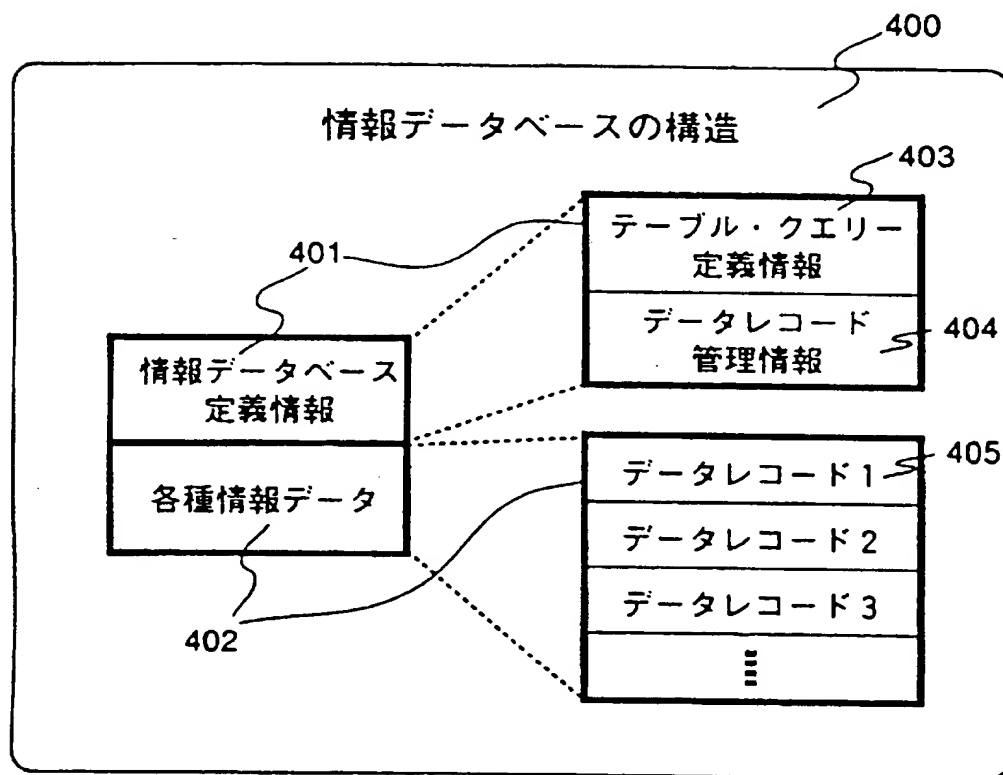 400
情報データベースの構造
403
テーブル・クエリー
定義情報
401
データレコード
管理情報
404
情報データベース
定義情報
405
データレコード1
各種情報データ
データレコード2
データレコード3
402